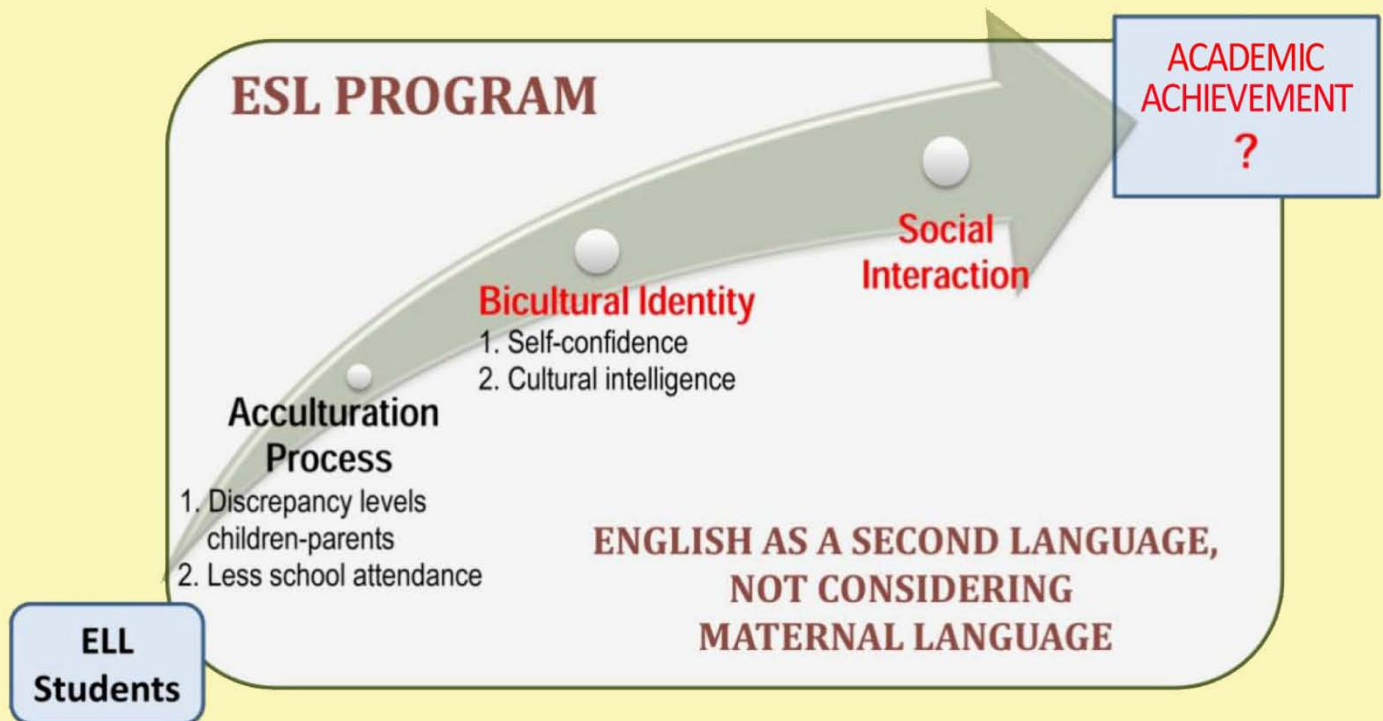 ESL PROGRAM
ACADEMIC
ACHIEVEMENT
?
Social
Interaction
Bicultural Identity
1. Self-confidence
2. Cultural intelligence
Acculturation
Process
1. Discrepancy levels
children-parents
2. Less school attendance
ENGLISH AS A SECOND LANGUAGE,
NOT CONSIDERING
MATERNAL LANGUAGE
ELL
Students